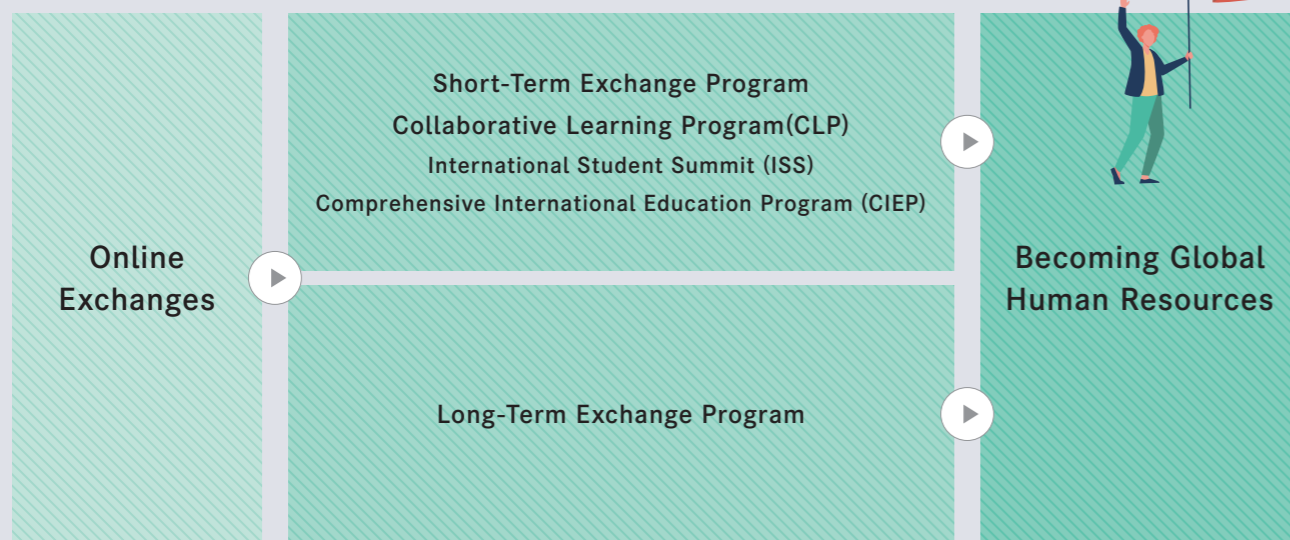 Online
Exchanges
Short-Term Exchange Program
Collaborative Learning Program(CLP)
International Student Summit (ISS)
Comprehensive International Education Program (CIEP)
Long-Term Exchange Program
Becoming Global
Human Resources